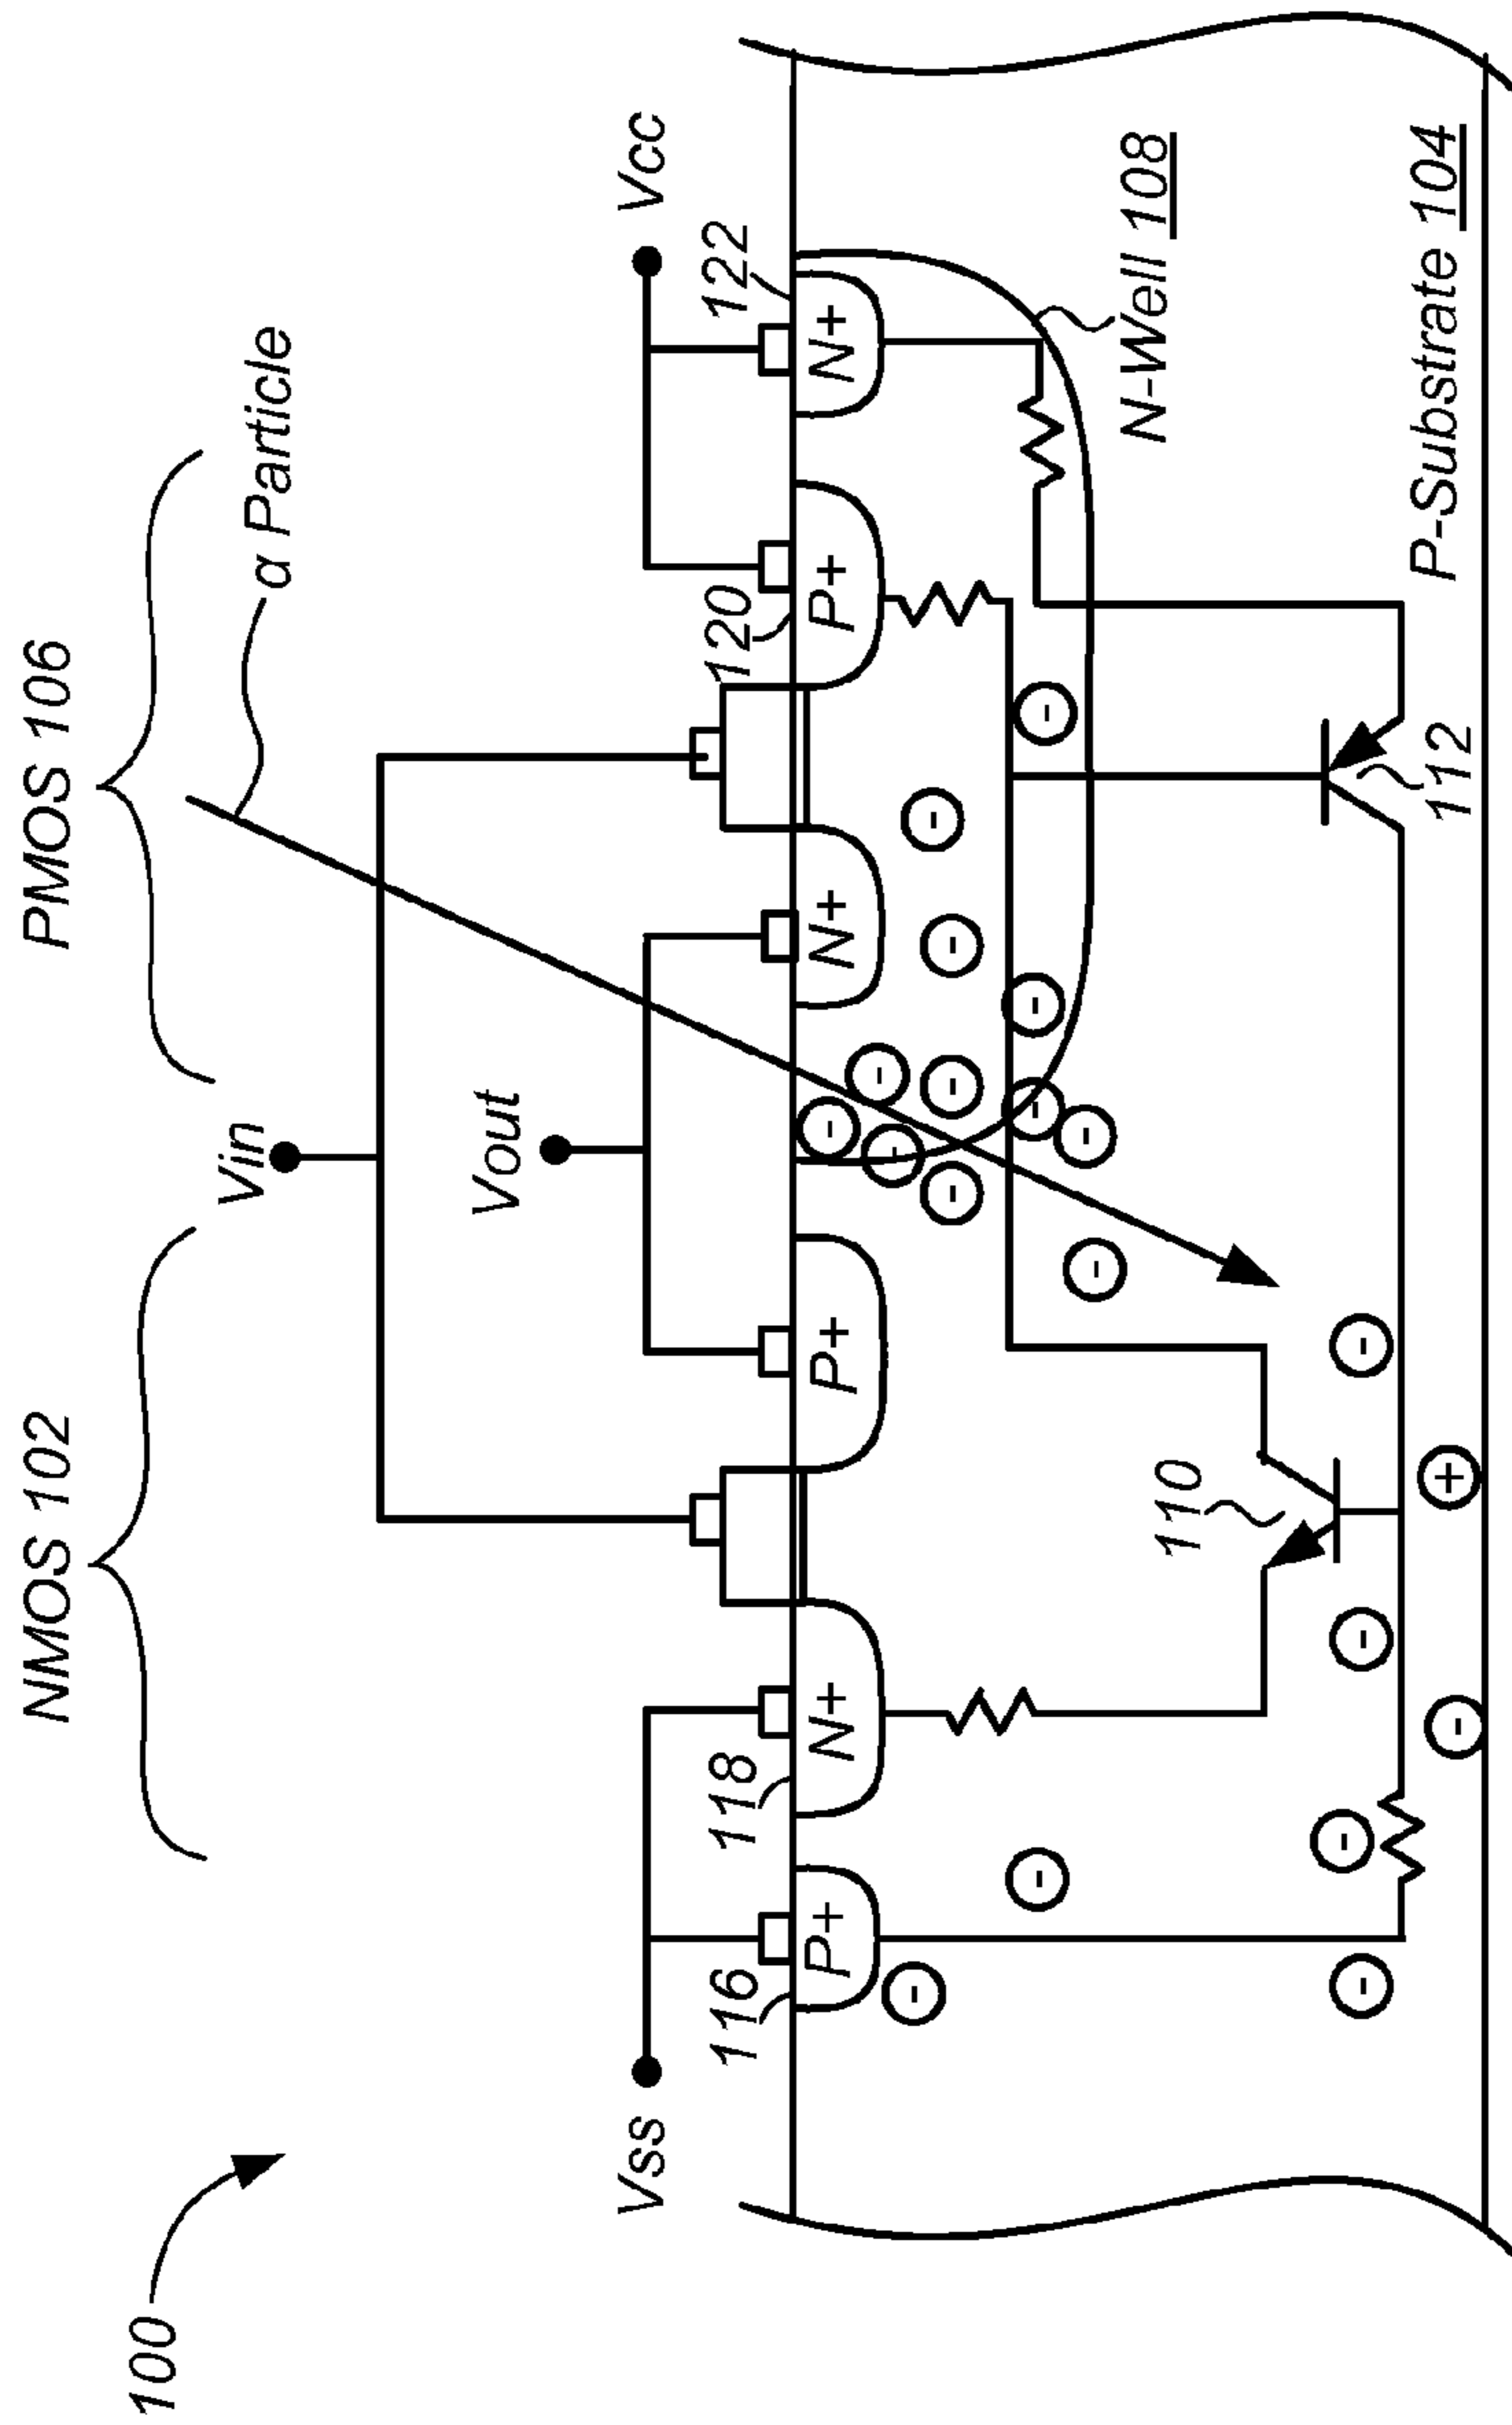 NMOS 102
PMOS 106
100
Vin
α Particle
Vout
Vss
Vcc
116
118
120
122
P+
N+
P+
N+
P+
N+
N-Well 108
110
112
P-Substrate 104